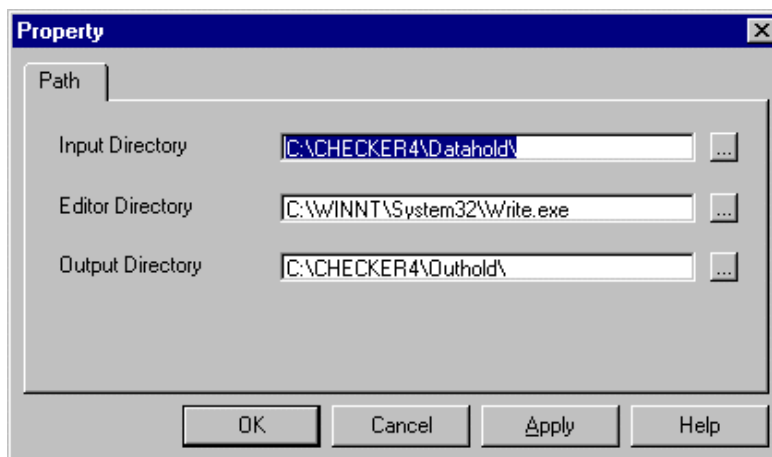 Property
Path
Input Directory C:\CHECKER4\Datahold\ ...
Editor Directory C:\WINNT\System32\Write.exe ...
Output Directory C:\CHECKER4\Outhold\ ...
OK Cancel Apply Help